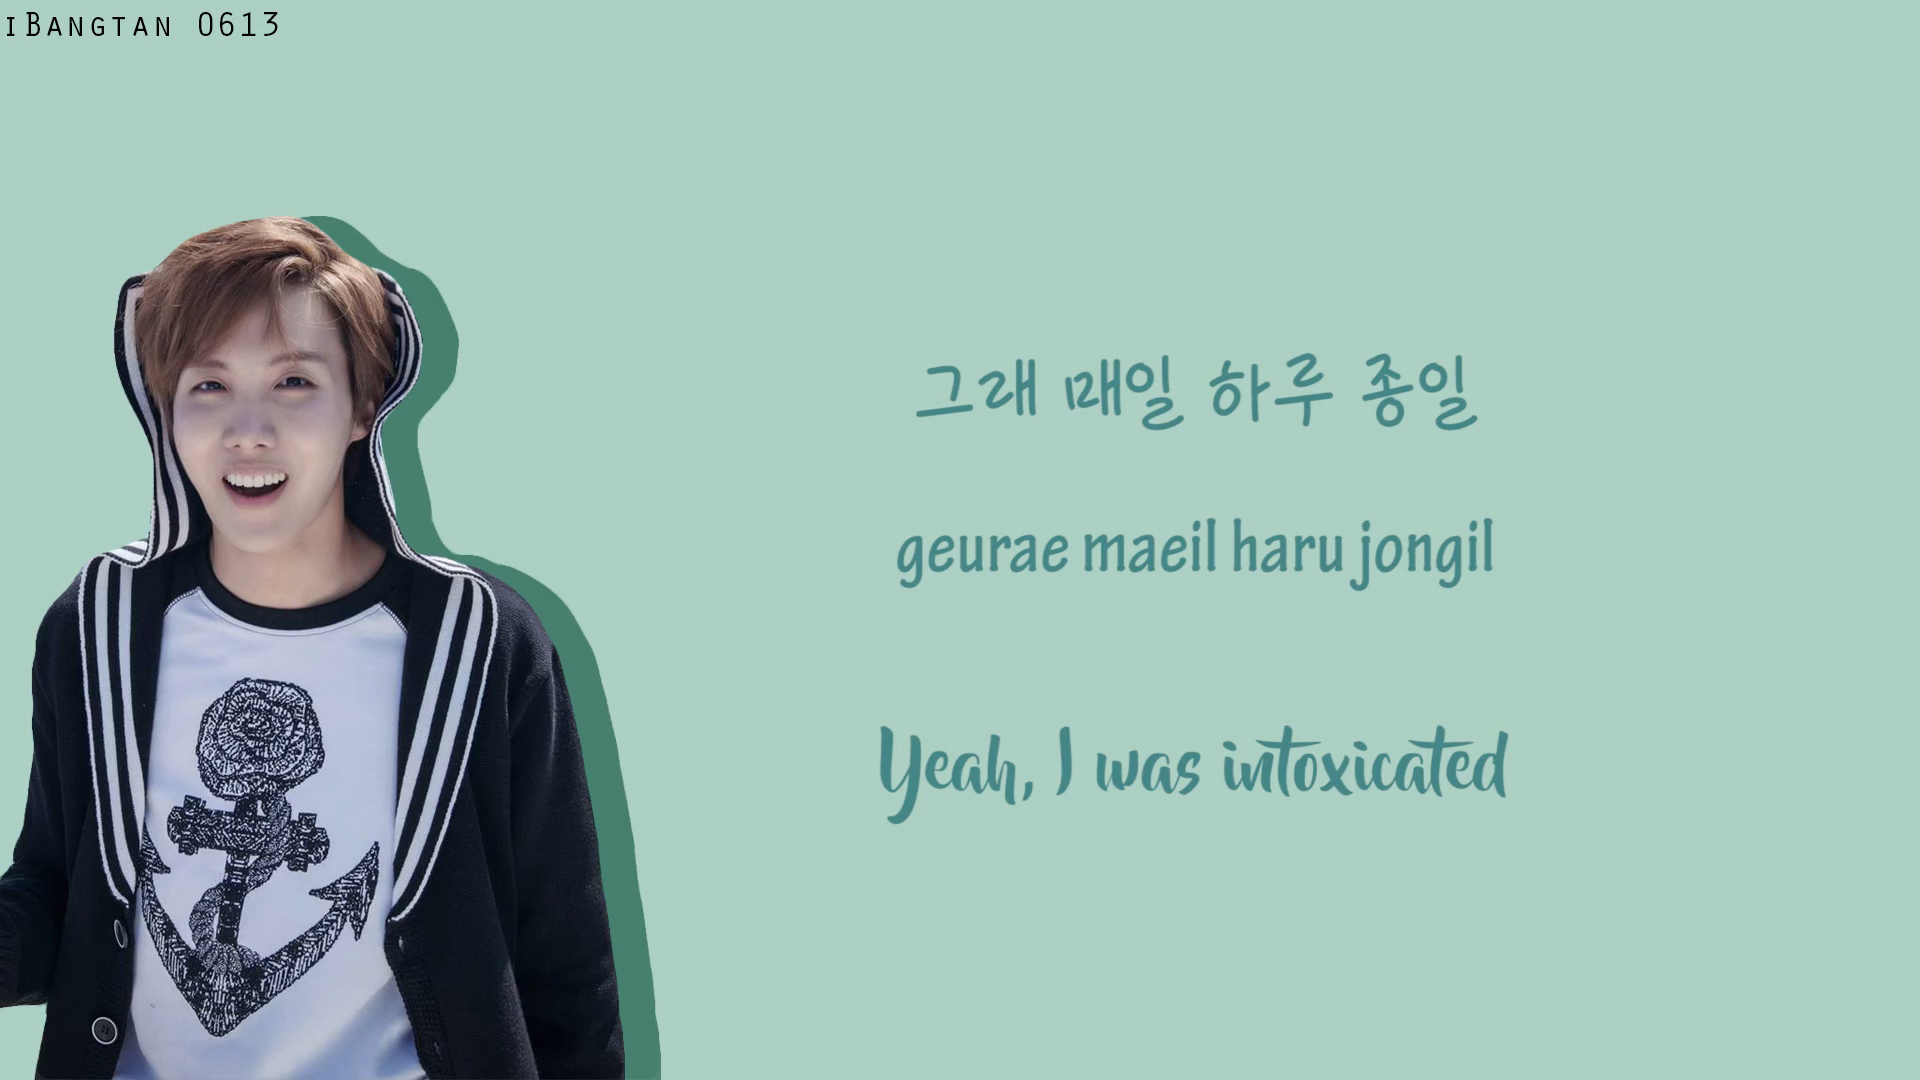 iBangtan 0613
그래 매일 하루 종일
geurae maeil haru jongil
Yeah, I was intoxicated